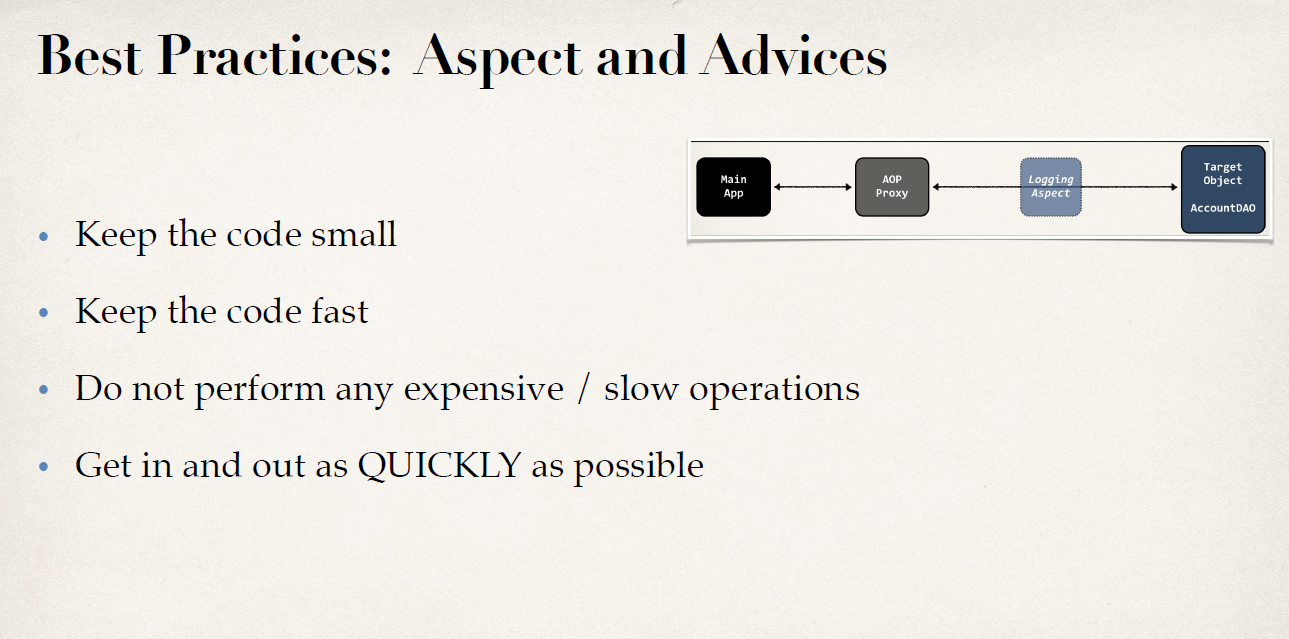 Best Practices: Aspect and Advices
Main
App
AOP
Proxy
Logging
Aspect
Target
Object
AccountDAO
Keep the code small
Keep the code fast
Do not perform any expensive / slow operations
Get in and out as QUICKLY as possible